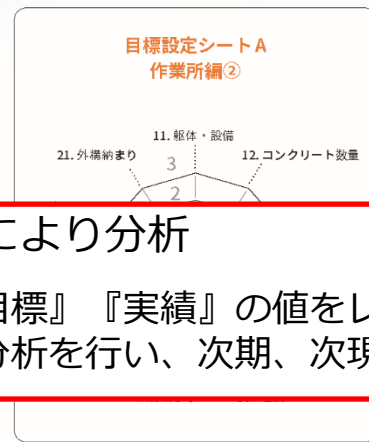 目標設定シートA
作業所編②
11. 躯体・設備
21. 外構納まり
12. コンクリート数量
3
2
により分析
目標』『実績』の値をレ
分析を行い、次期、次現